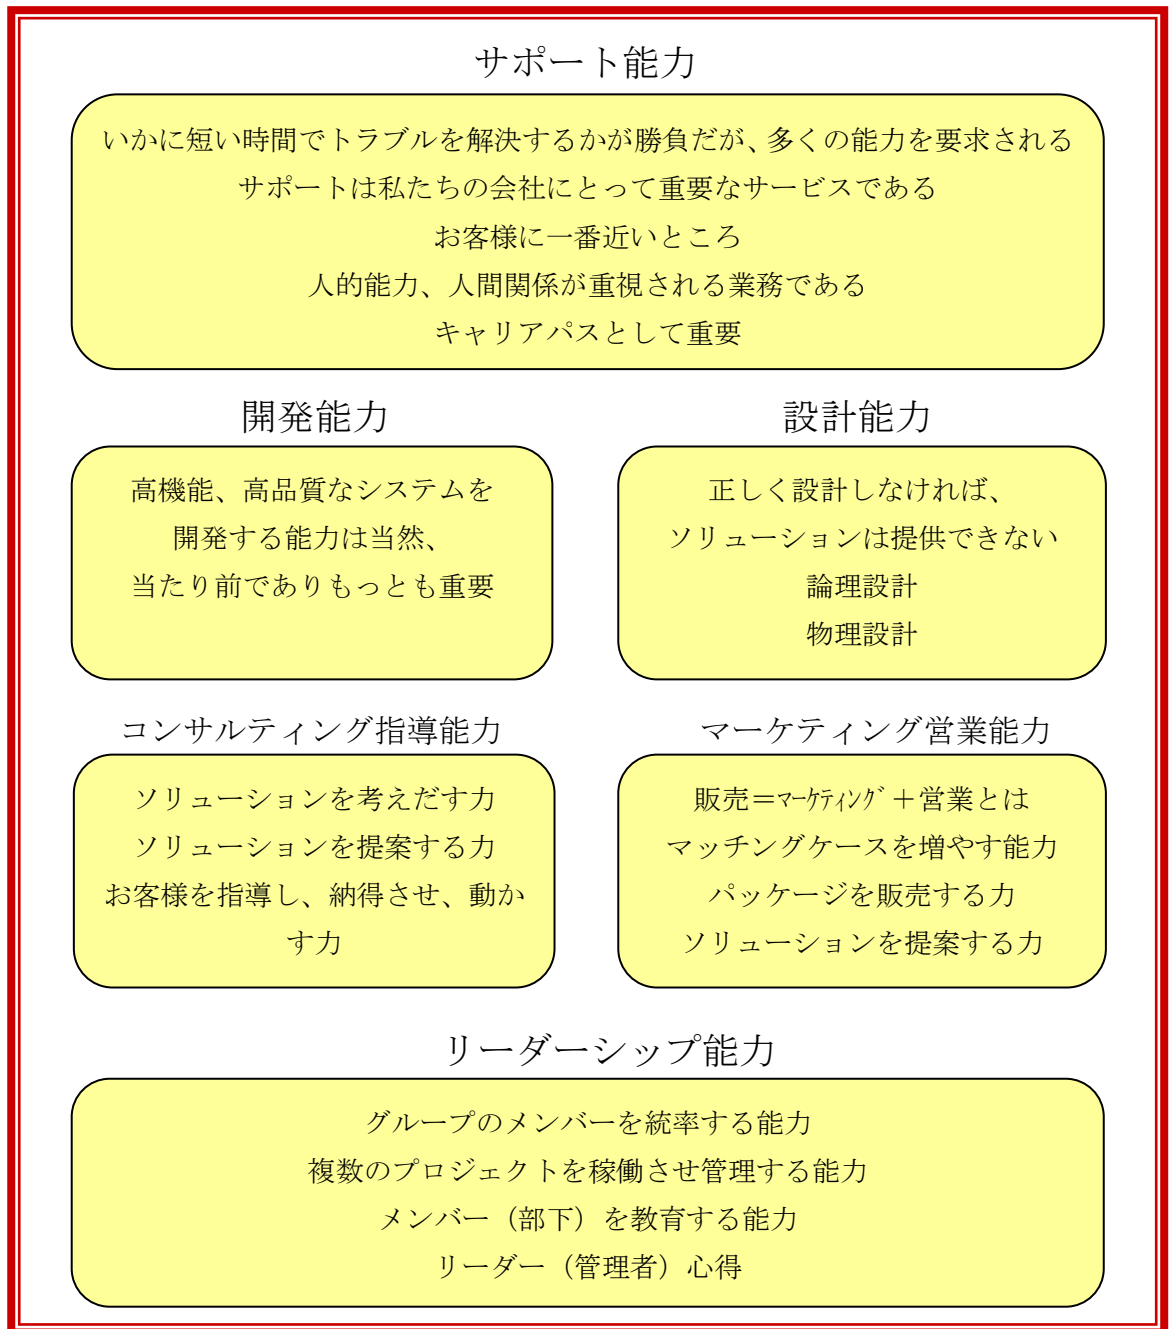 サポート能力
いかに短い時間でトラブルを解決するかが勝負だが、多くの能力を要求される
サポートは私たちの会社にとって重要なサービスである
お客様に一番近いところ
人的能力、人間関係が重視される業務である
キャリアパスとして重要
開発能力
高機能、高品質なシステムを
開発する能力は当然、
当たり前でありもっとも重要
設計能力
正しく設計しなければ、
ソリューションは提供できない
論理設計
物理設計
コンサルティング指導能力
ソリューションを考えだす力
ソリューションを提案する力
お客様を指導し、納得させ、動か
す力
マーケティング営業能力
販売＝ﾏｰｹﾃｨﾝｸﾞ＋営業とは
マッチングケースを増やす能力
パッケージを販売する力
ソリューションを提案する力
リーダーシップ能力
グループのメンバーを統率する能力
複数のプロジェクトを稼働させ管理する能力
メンバー（部下）を教育する能力
リーダー（管理者）心得